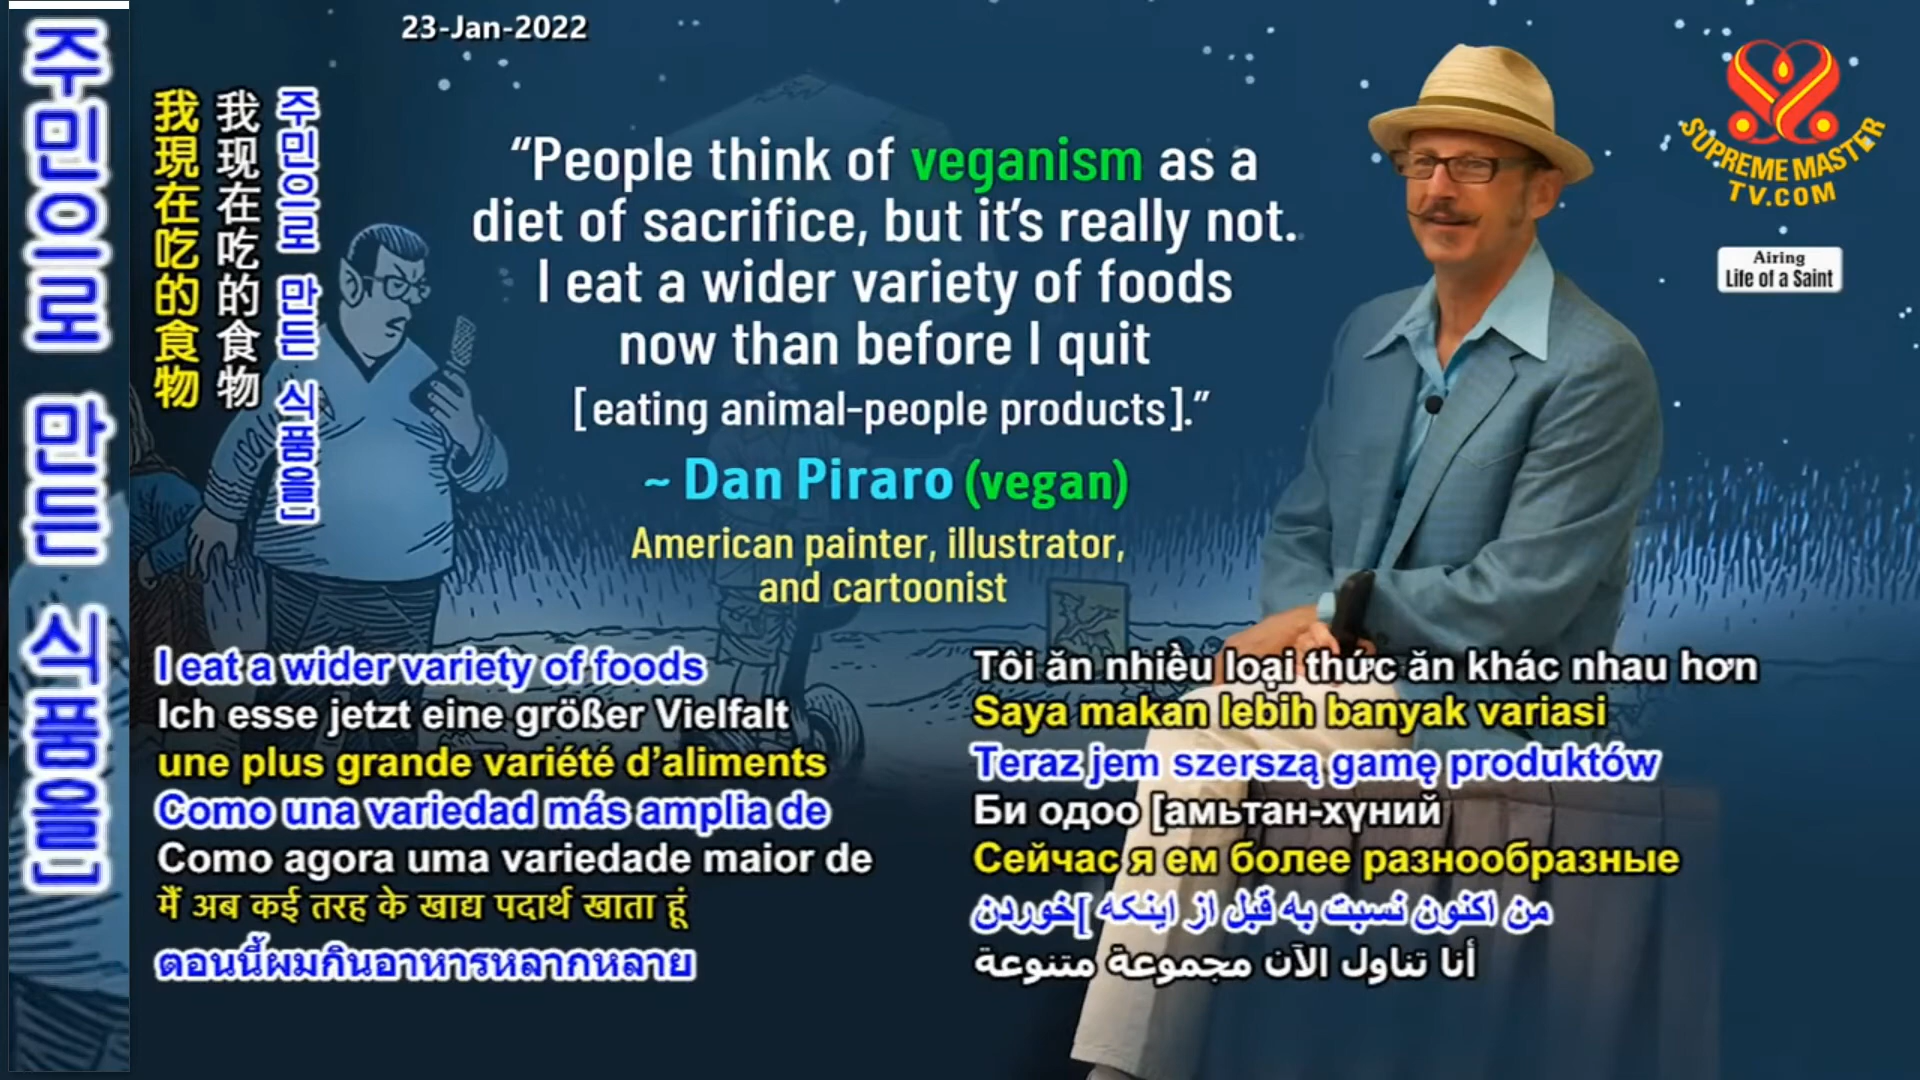 23-Jan-2022
주민으로 만든 식품을]
我現在吃的食物
我现在吃的食物
주민으로 만든 식품을]
“People think of veganism as a
diet of sacrifice, but it’s really not.
I eat a wider variety of foods
now than before I quit
[eating animal-people products].”
~ Dan Piraro (vegan)
American painter, illustrator,
and cartoonist
SUPREME MASTER
TV.COM
Airing
Life of a Saint
I eat a wider variety of foods
Ich esse jetzt eine größer Vielfalt
une plus grande variété d’aliments
Como una variedad más amplia de
Como agora uma variedade maior de
मैं अब कई तरह के खाद्य पदार्थ खाता हूं
ตอนนี้ผมกินอาหารหลากหลาย
Tôi ăn nhiều loại thức ăn khác nhau hơn
Saya makan lebih banyak variasi
Teraz jem szerszą gamę produktów
Би одоо [амьтан-хүний
Сейчас я ем более разнообразные
من اکنون نسبت به قبل از اینکه [خوردن
أنا تناول الآن مجموعة متنوعة